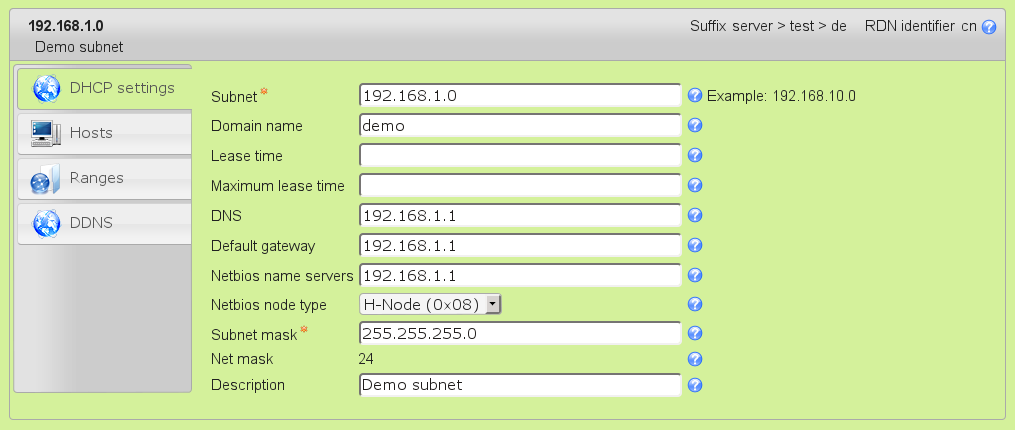 192.168.1.0
Suffix server > test > de RDN identifier cn
Demo subnet
DHCP settings
Hosts
Ranges
DDNS
Subnet* 192.168.1.0 Example: 192.168.10.0
Domain name demo
Lease time
Maximum lease time
DNS 192.168.1.1
Default gateway 192.168.1.1
Netbios name servers 192.168.1.1
Netbios node type H-Node (0x08)
Subnet mask* 255.255.255.0
Net mask 24
Description Demo subnet